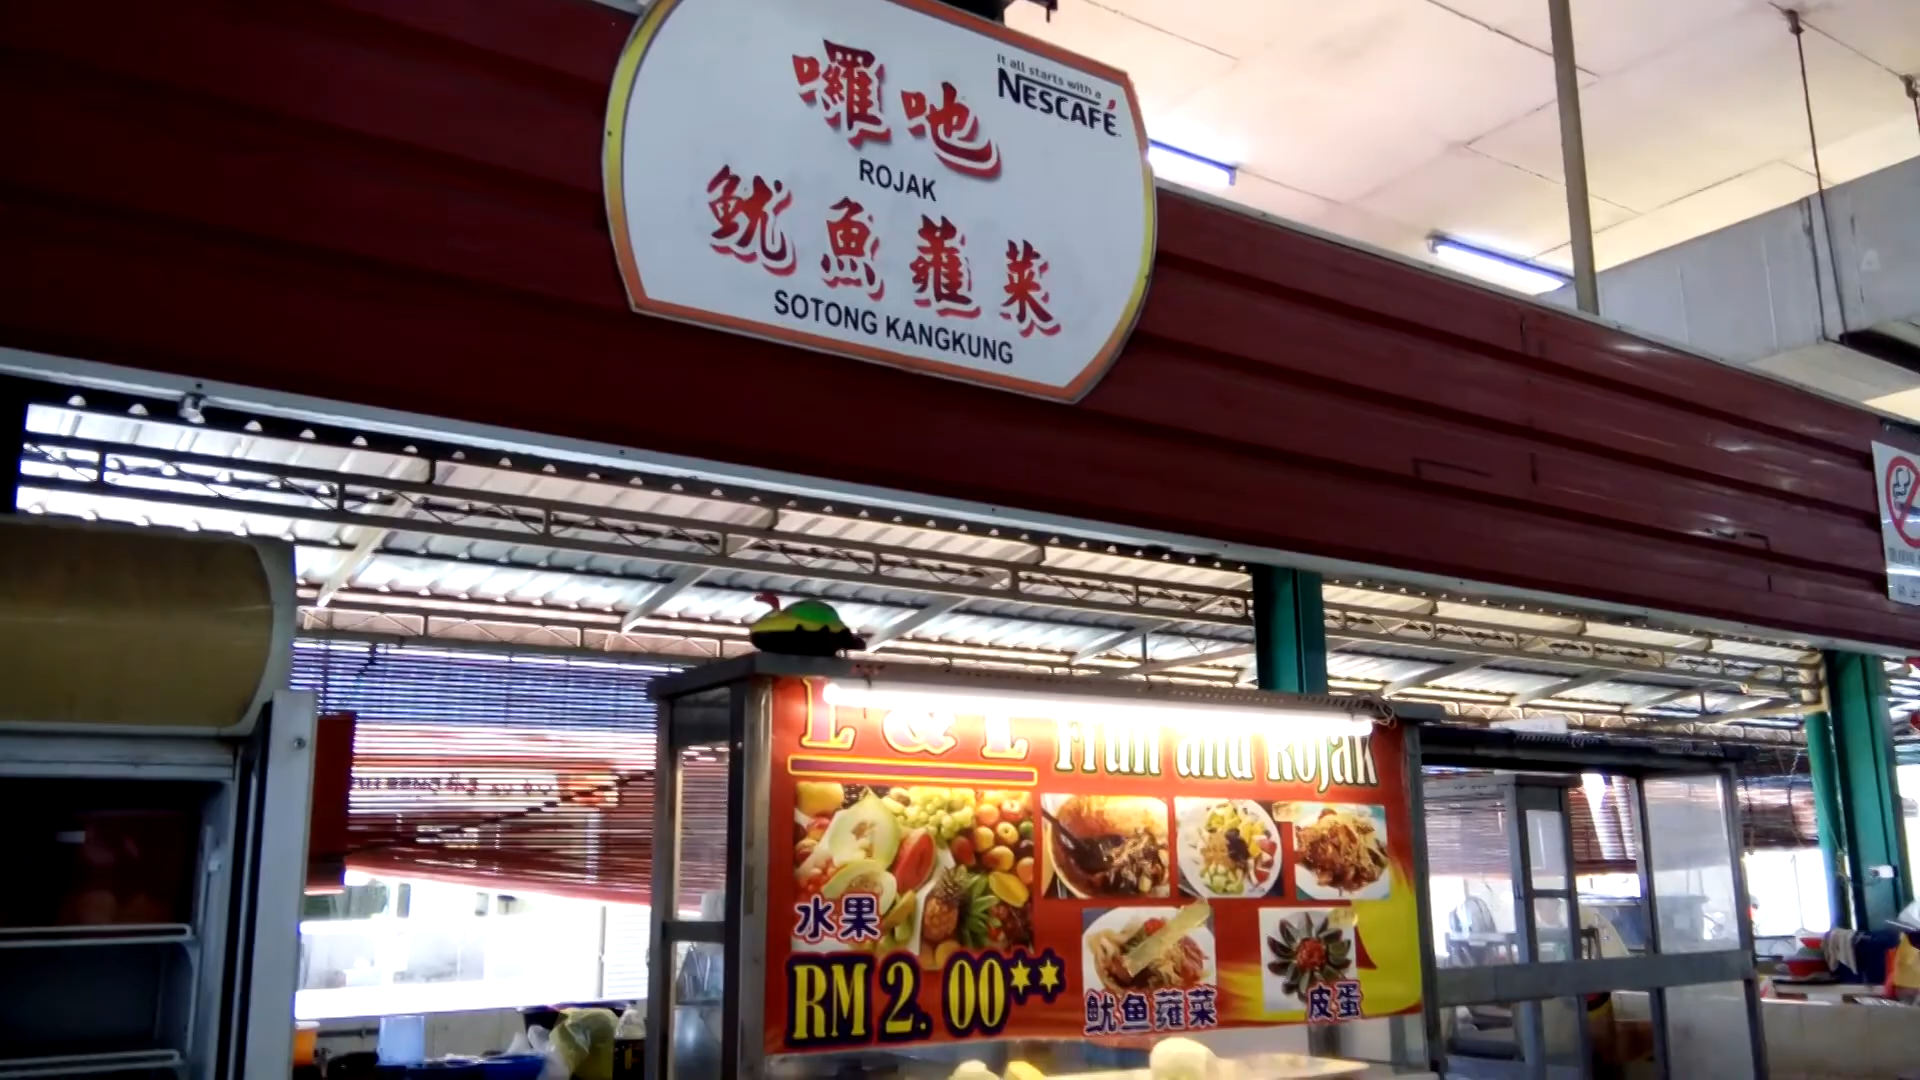 It all starts with a
NESCAFÉ
囉吔
ROJAK
魷魚蕹菜
SOTONG KANGKUNG
L & L Fruit and Rojak
水果
RM 2.00**
鱿鱼蕹菜
皮蛋